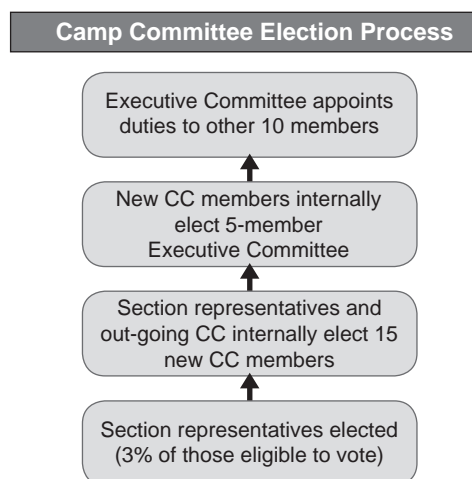 Camp Committee Election Process
Executive Committee appoints
duties to other 10 members
New CC members internally
elect 5-member
Executive Committee
Section representatives and
out-going CC internally elect 15
new CC members
Section representatives elected
(3% of those eligible to vote)